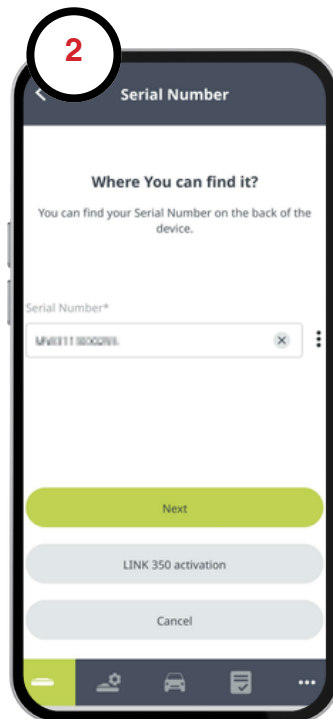 2
Serial Number
Where You can find it?
You can find your Serial Number on the back of the
device.
Serial Number*
Next
LINK 350 activation
Cancel